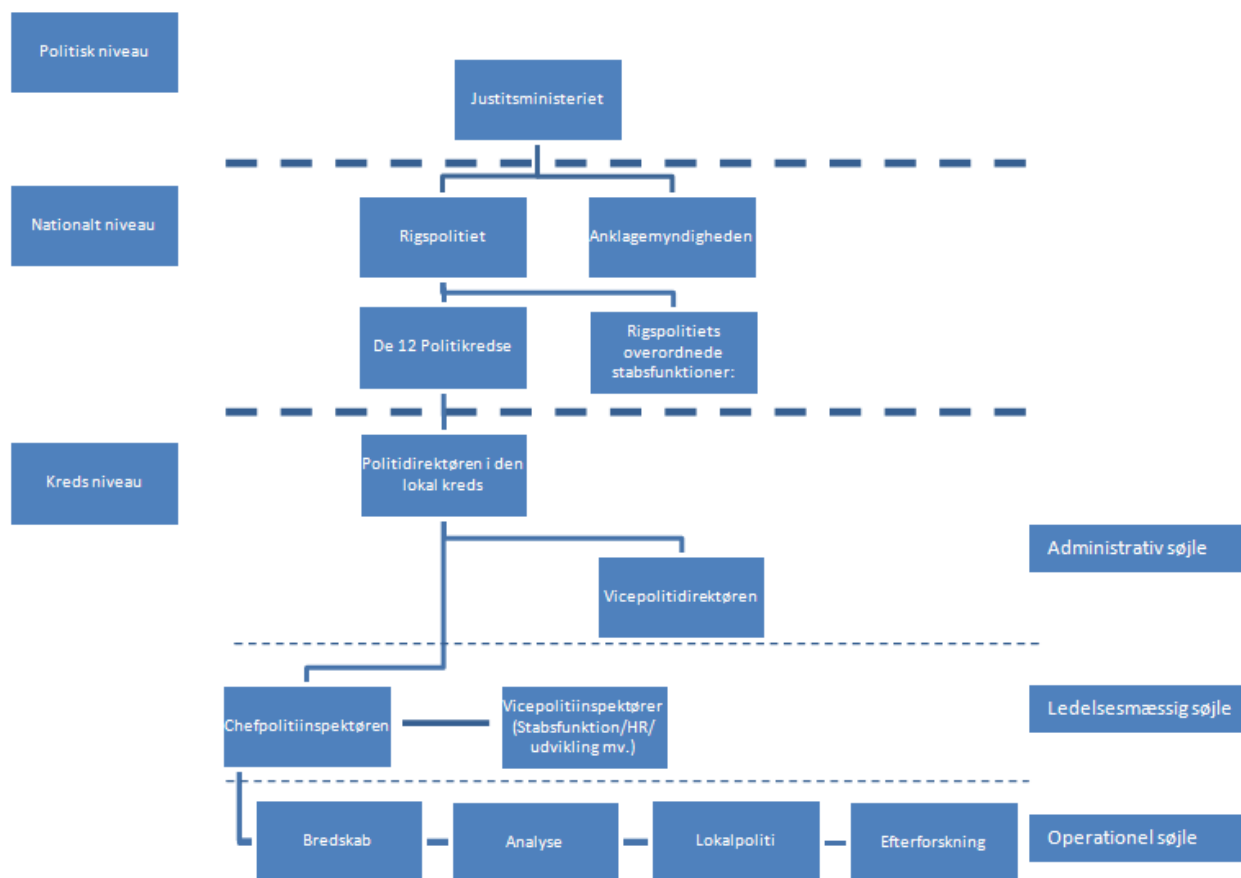 Politisk niveau
Justitsministeriet
Nationalt niveau
Rigspolitiet
Anklagemyndigheden
De 12 Politikredse
Rigspolitiets
overordnede
stabsfunktioner:
Kreds niveau
Politidirektøren i den
lokal kreds
Administrativ søjle
Vicepolitidirektøren
Chefpolitiinspektøren
Vicepolitiinspektører
(Stabsfunktion/HR/
udvikling mv.)
Ledelsesmæssig søjle
Bredskab
Analyse
Lokalpoliti
Efterforskning
Operationel søjle